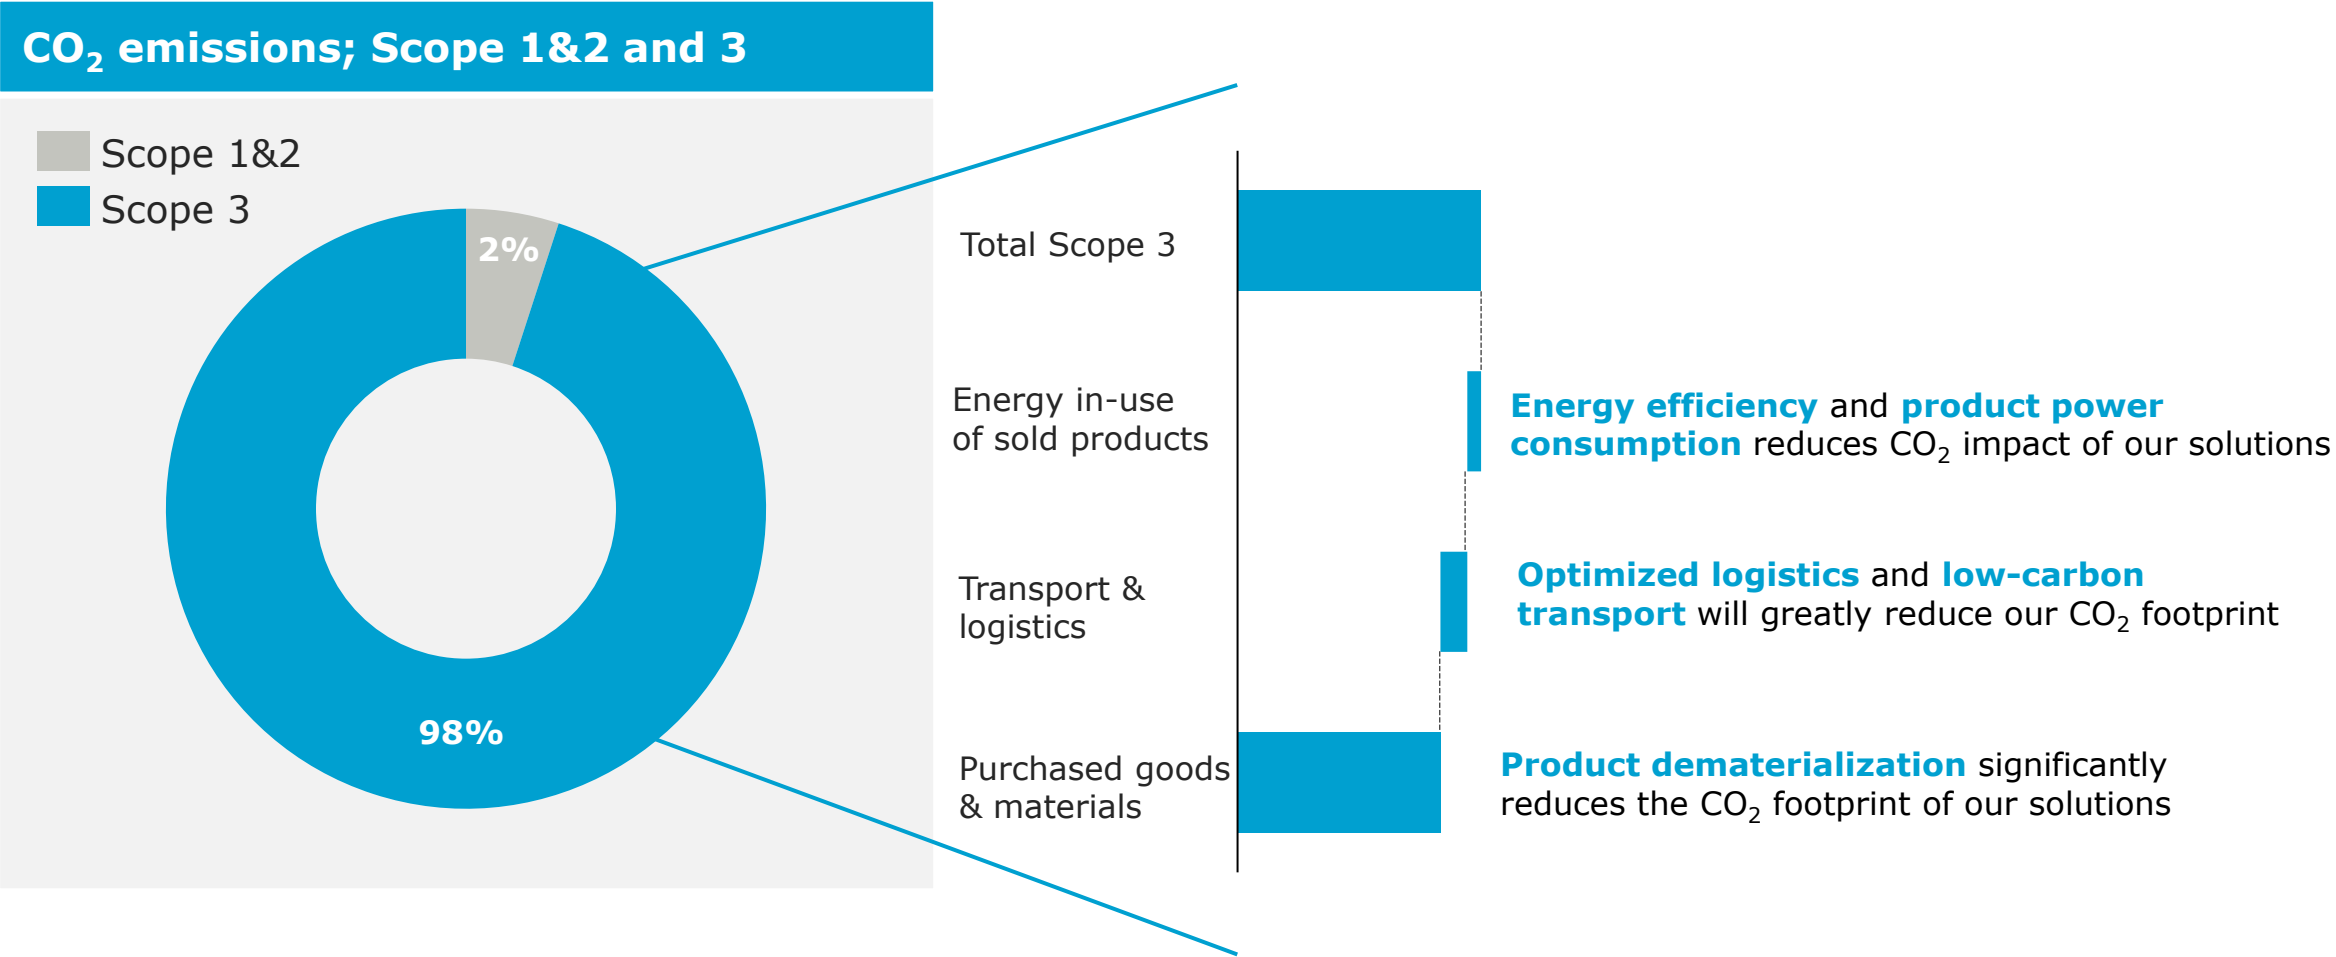 CO₂ emissions; Scope 1&2 and 3
Scope 1&2
Scope 3
2%
98%
Total Scope 3
Energy in-use
of sold products
Energy efficiency and product power
consumption reduces CO₂ impact of our solutions
Transport &
logistics
Optimized logistics and low-carbon
transport will greatly reduce our CO₂ footprint
Purchased goods
& materials
Product dematerialization significantly
reduces the CO₂ footprint of our solutions